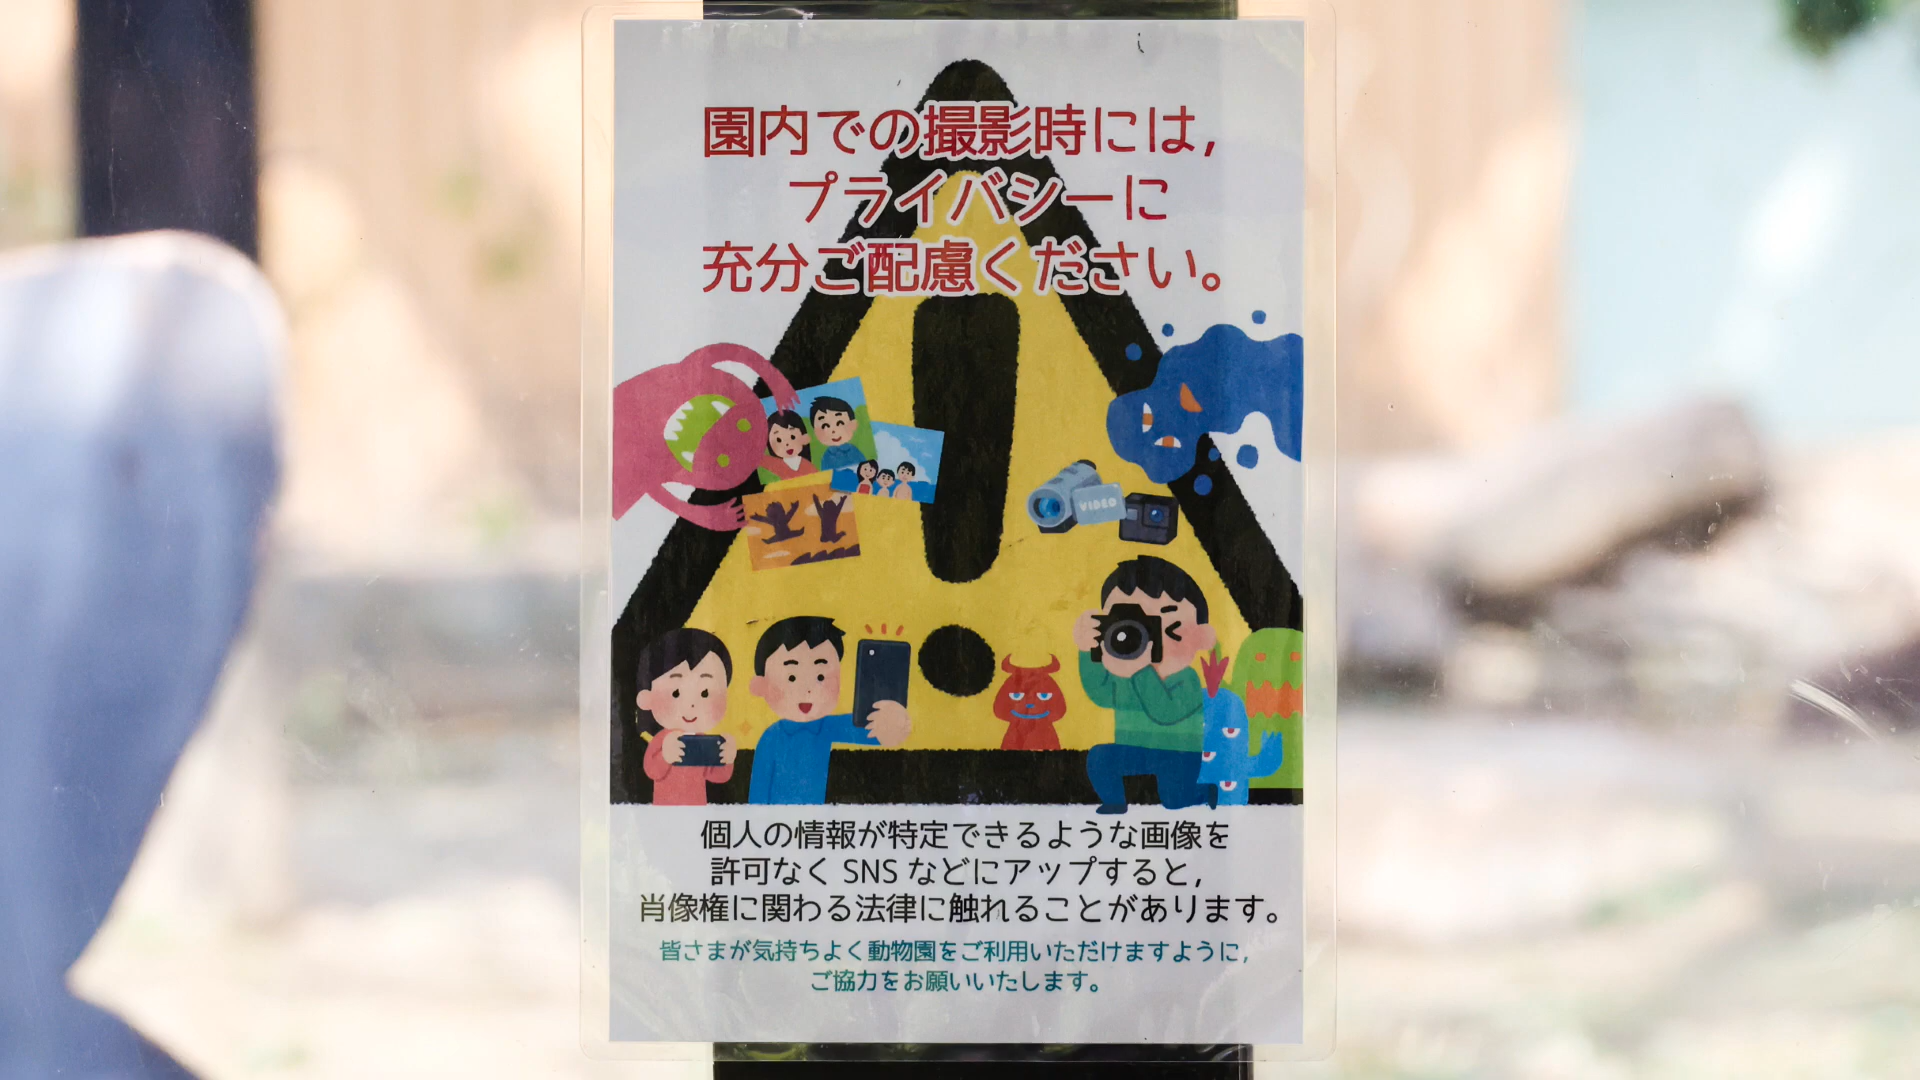 園内での撮影時には,
プライバシーに
充分ご配慮ください。
VIDEO
個人の情報が特定できるような画像を
許可なく SNS などにアップすると,
肖像権に関わる法律に触れることがあります。
皆さまが気持ちよく動物園をご利用いただけますように,
ご協力をお願いいたします。